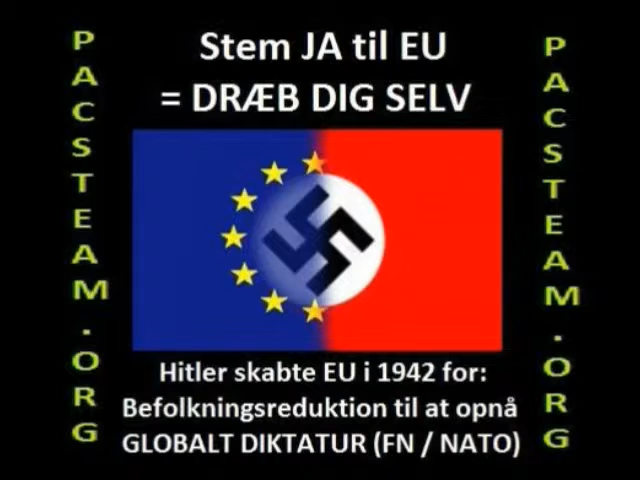 Stem JA til EU
= DRÆB DIG SELV
PACSTEAM.ORG
PACSTEAM.ORG
Hitler skabte EU i 1942 for:
Befolkningsreduktion til at opnå
GLOBALT DIKTATUR (FN / NATO)